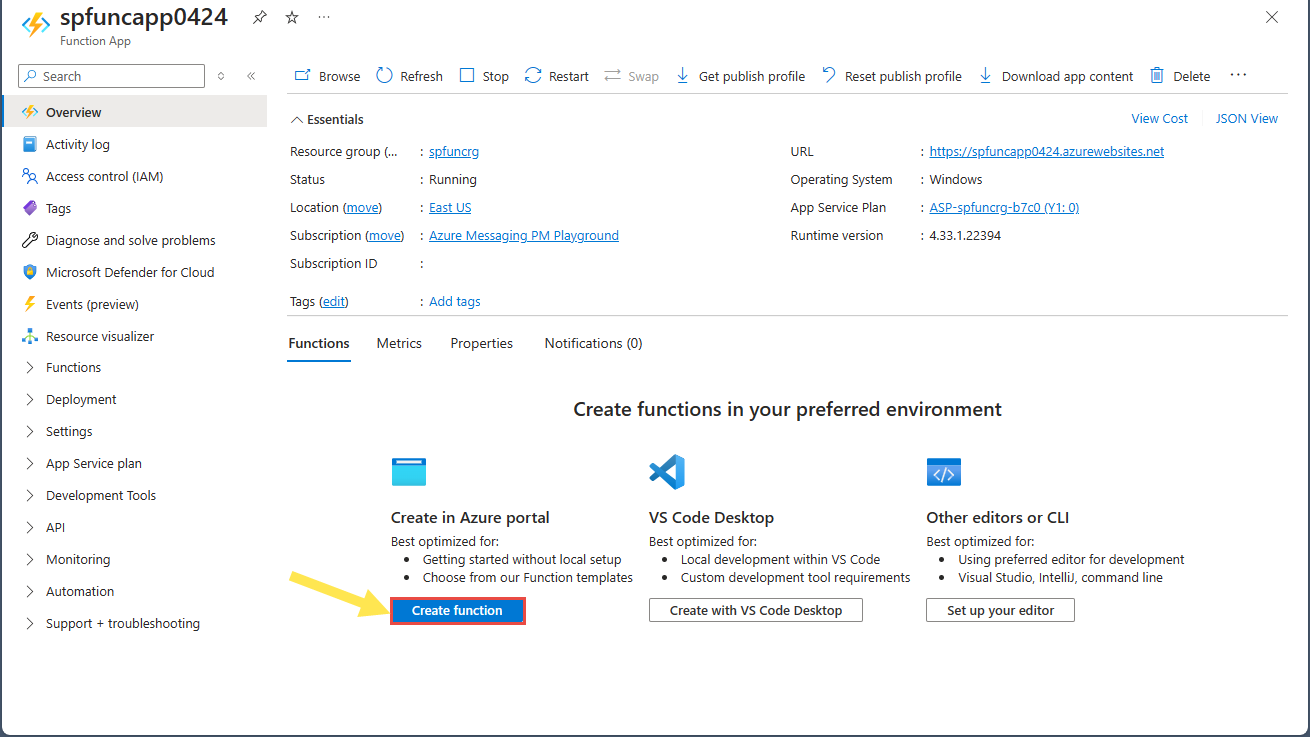 spfuncapp0424
Function App
Search
Browse Refresh Stop Restart Swap Get publish profile Reset publish profile Download app content Delete
Overview
Activity log
Access control (IAM)
Tags
Diagnose and solve problems
Microsoft Defender for Cloud
Events (preview)
Resource visualizer
Functions
Deployment
Settings
App Service plan
Development Tools
API
Monitoring
Automation
Support + troubleshooting
Essentials View Cost JSON View
Resource group (... : spfuncrg
Status : Running
Location (move) : East US
Subscription (move) : Azure Messaging PM Playground
Subscription ID :
Tags (edit) : Add tags
URL : https://spfuncapp0424.azurewebsites.net
Operating System : Windows
App Service Plan : ASP-spfuncrg-b7c0 (Y1: 0)
Runtime version : 4.33.1.22394
Functions Metrics Properties Notifications (0)
Create functions in your preferred environment
Create in Azure portal
Best optimized for:
• Getting started without local setup
• Choose from our Function templates
Create function
VS Code Desktop
Best optimized for:
• Local development within VS Code
• Custom development tool requirements
Create with VS Code Desktop
Other editors or CLI
Best optimized for:
• Using preferred editor for development
• Visual Studio, IntelliJ, command line
Set up your editor